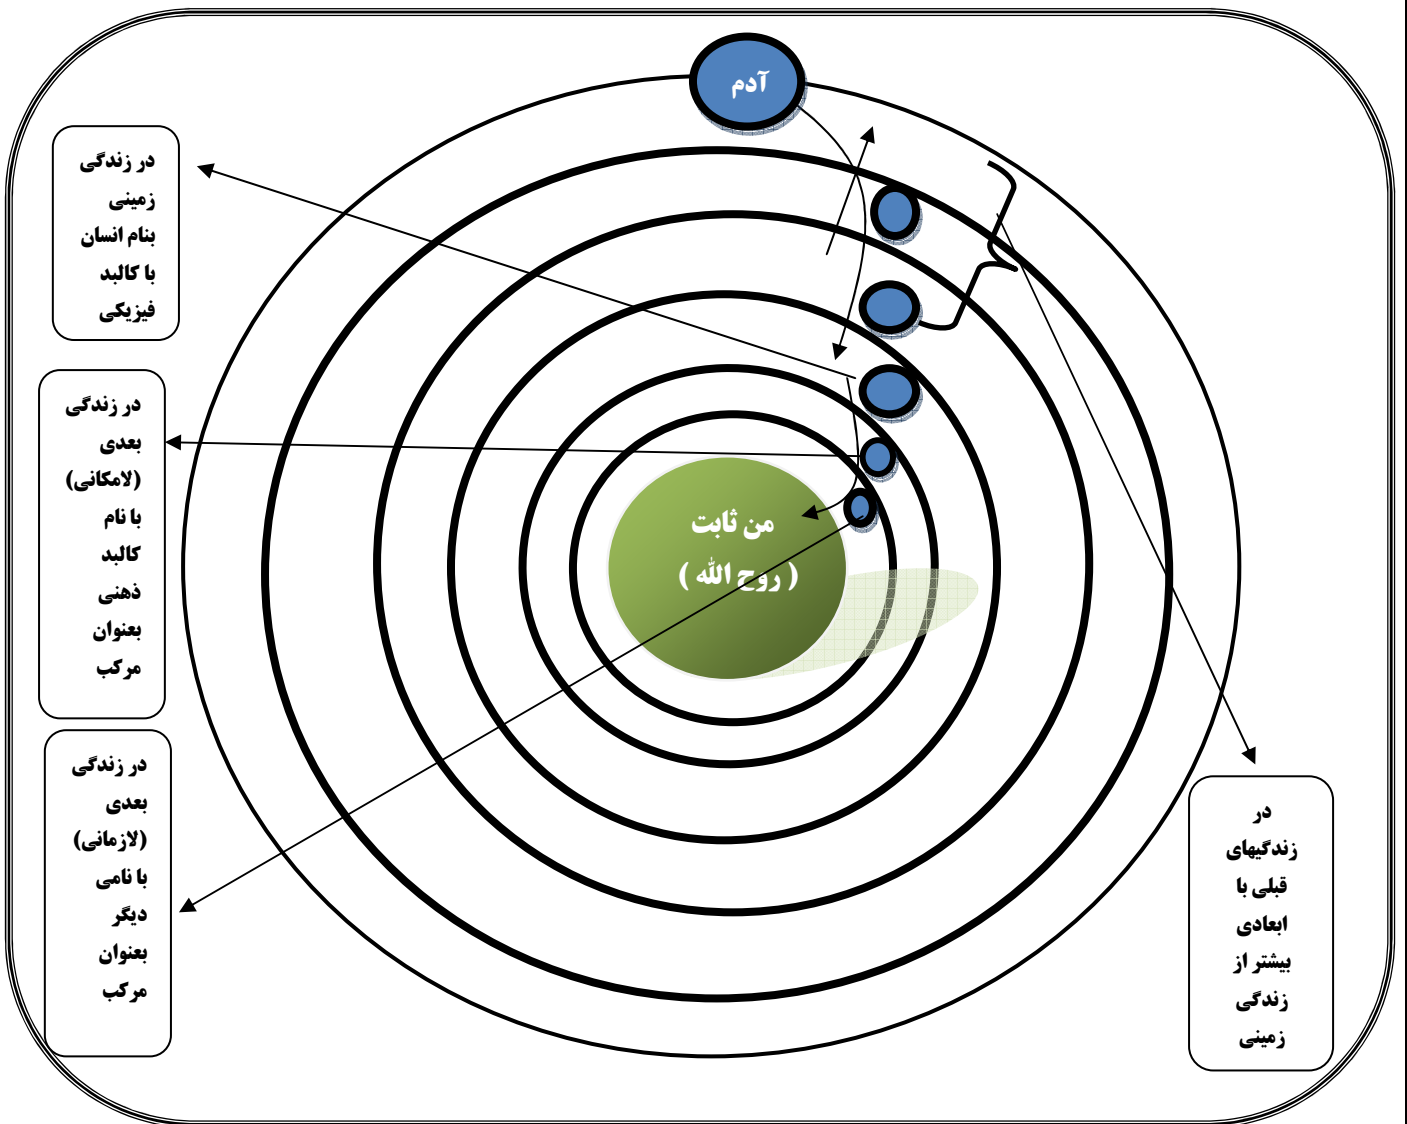 آدم
در زندگی
زمینی
بنام انسان
با کالبد
فیزیکی
در زندگی
بعدی
(لامکانی)
با نام
کالبد
ذهنی
بعنوان
مرکب
من ثابت
( روح الله )
در زندگی
بعدی
(لازمانی)
با نامی
دیگر
بعنوان
مرکب
در
زندگیهای
قبلی با
ابعادی
بیشتر از
زندگی
زمینی